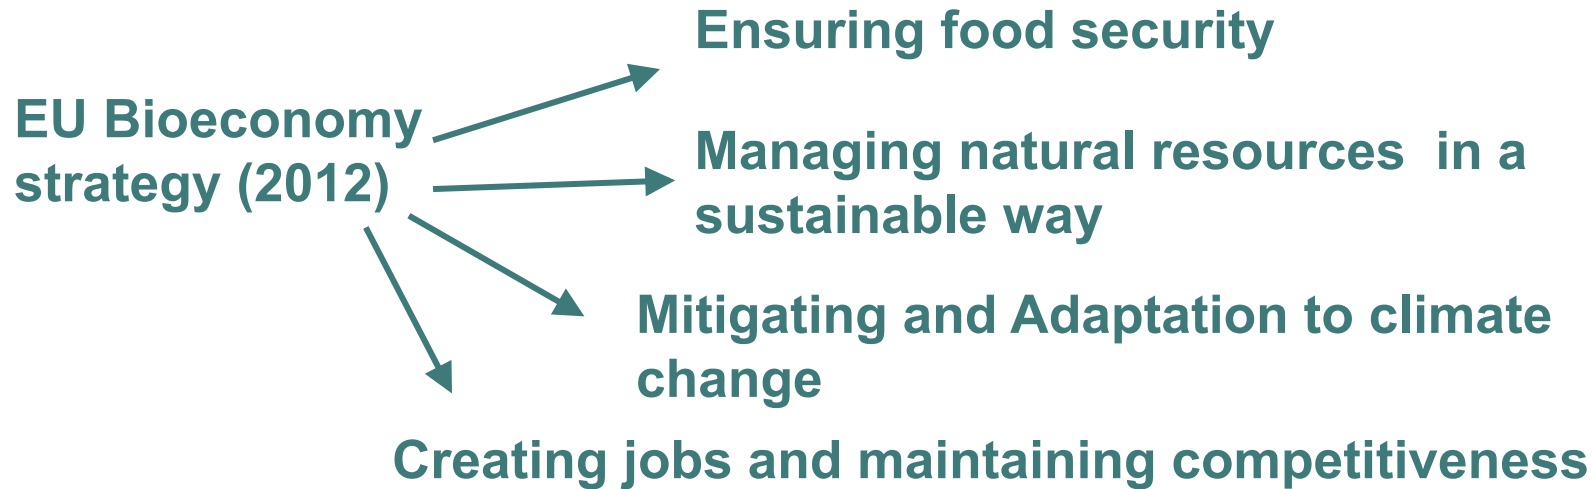 EU Bioeconomy
strategy (2012)
Ensuring food security
Managing natural resources  in a
sustainable way
Mitigating and Adaptation to climate
change
Creating jobs and maintaining competitiveness